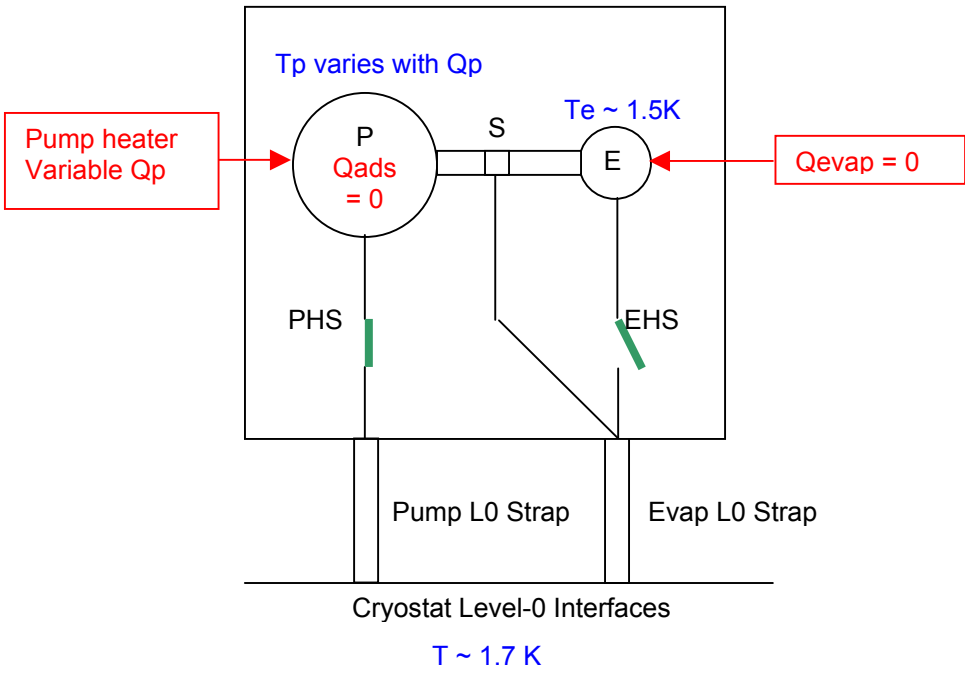 Tp varies with Qp
Te ~ 1.5K
Pump heater
Variable Qp
P
Qads
= 0
S
E
Qevap = 0
PHS
EHS
Pump L0 Strap
Evap L0 Strap
Cryostat Level-0 Interfaces
T ~ 1.7 K